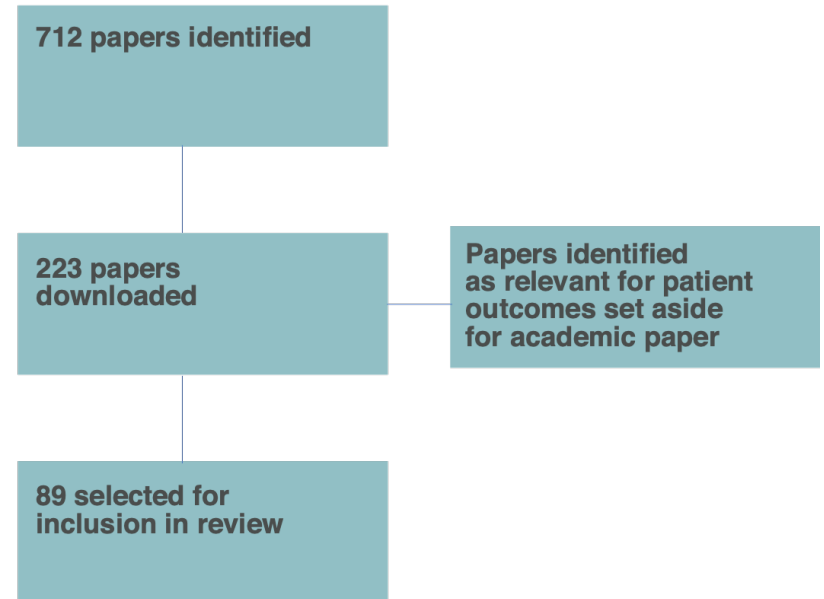 712 papers identified
223 papers
downloaded
Papers identified
as relevant for patient
outcomes set aside
for academic paper
89 selected for
inclusion in review